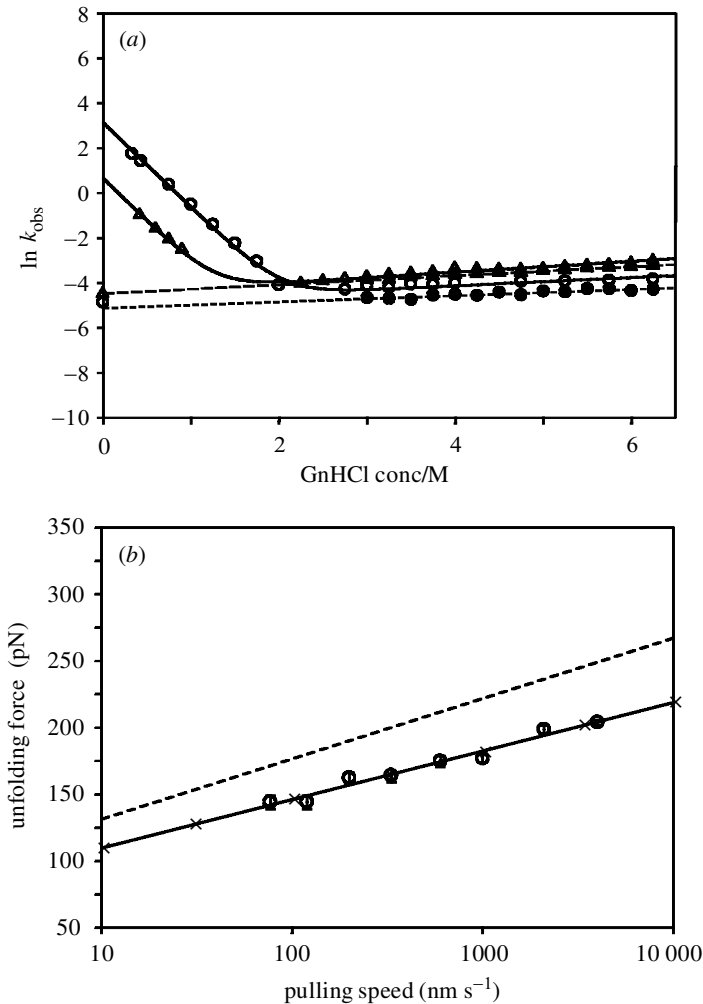 (a)
8
6
4
2
0
−2
−4
−6
−8
−10
ln k_obs
0 2 4 6
GnHCl conc/M
(b)
350
300
250
200
150
100
50
unfolding force (pN)
10 100 1000 10 000
pulling speed (nm s⁻¹)